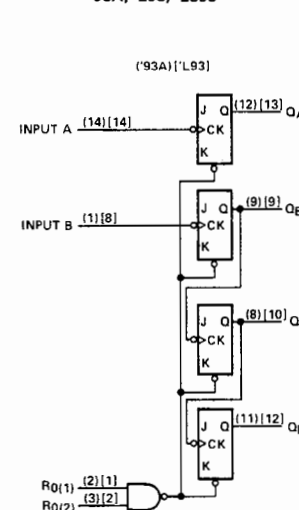 ('93A)['L93]
(12)[13]
J Q
INPUT A (14)[14] CK
K
(9)[9]
J Q
INPUT B (1)[8] CK
K
(8)[10]
J Q
CK
K
(11)[12]
J Q
CK
K
R0(1) (2)[1]
R0(2) (3)[2]